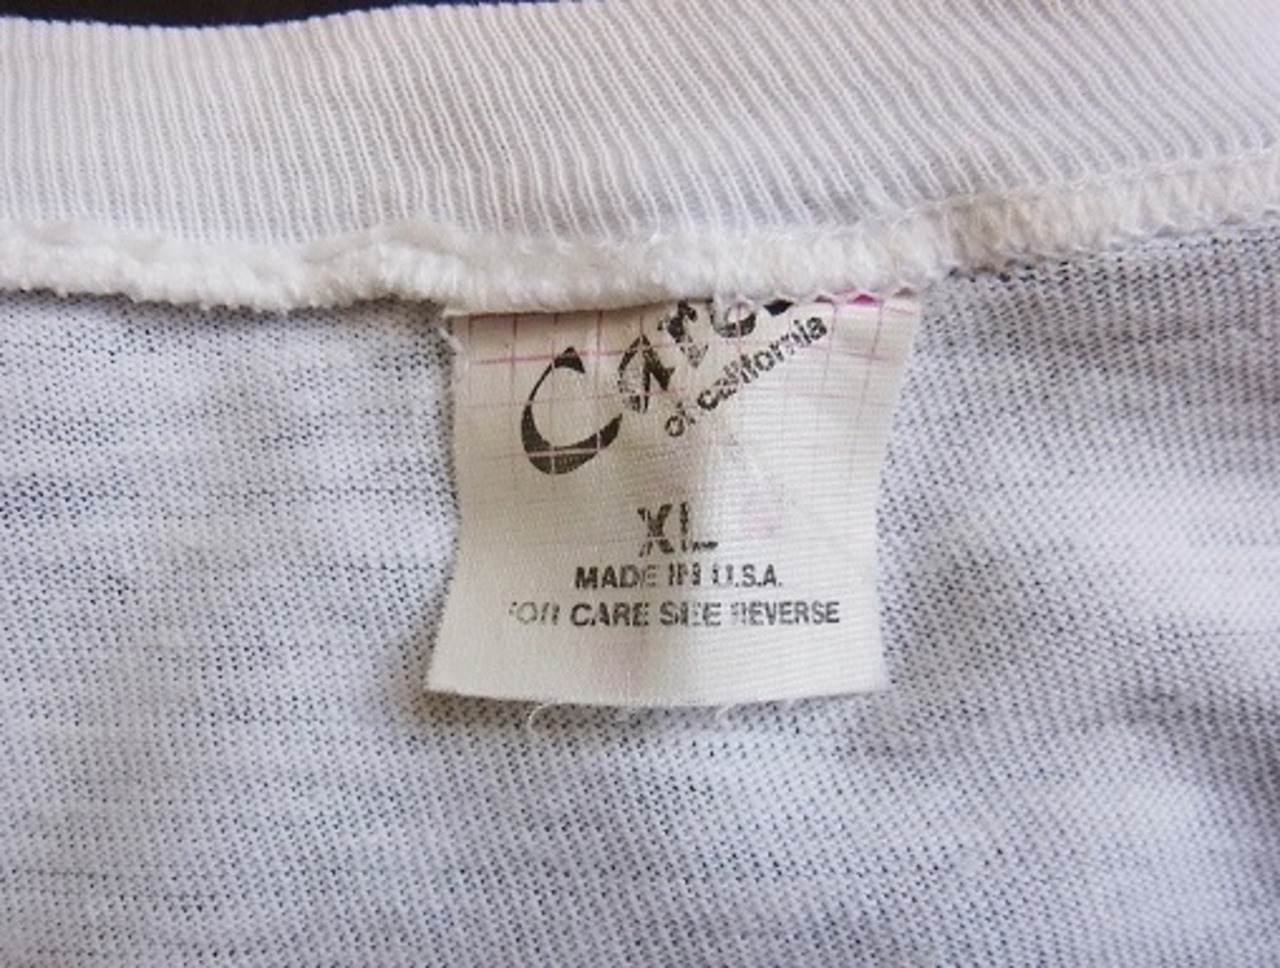 of california
XL
MADE IN U.S.A.
FOR CARE SEE REVERSE